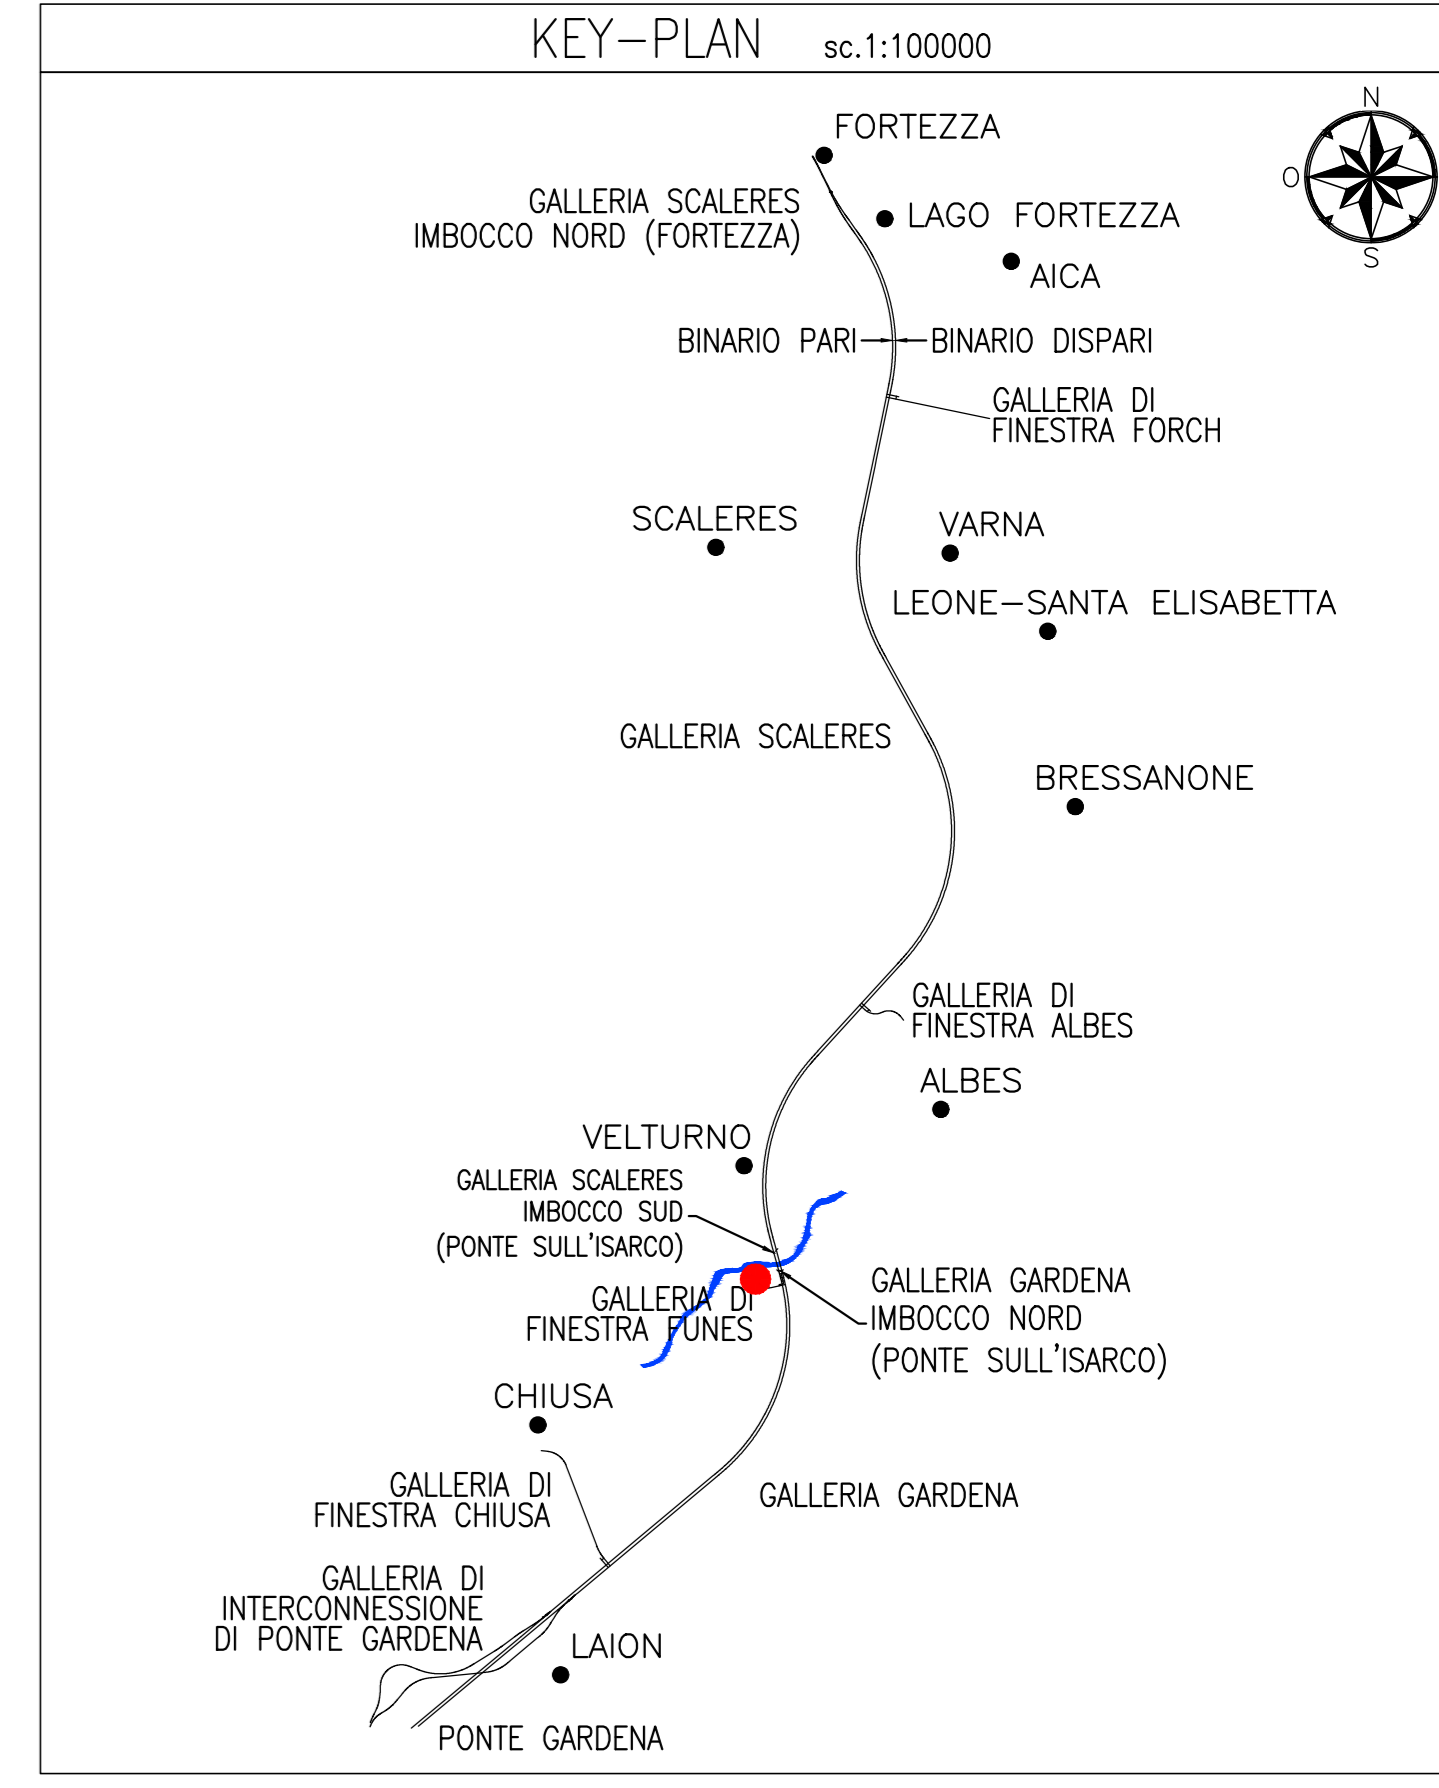 KEY-PLAN sc.1:100000
N
O
S
FORTEZZA
GALLERIA SCALERES
IMBOCCO NORD (FORTEZZA)
LAGO FORTEZZA
AICA
BINARIO PARI
BINARIO DISPARI
GALLERIA DI
FINESTRA FORCH
SCALERES
VARNA
LEONE-SANTA ELISABETTA
GALLERIA SCALERES
BRESSANONE
GALLERIA DI
FINESTRA ALBES
ALBES
VELTURNO
GALLERIA SCALERES
IMBOCCO SUD
(PONTE SULL'ISARCO)
GALLERIA DI
FINESTRA FUNES
GALLERIA GARDENA
IMBOCCO NORD
(PONTE SULL'ISARCO)
CHIUSA
GALLERIA DI
FINESTRA CHIUSA
GALLERIA GARDENA
GALLERIA DI
INTERCONNESSIONE
DI PONTE GARDENA
LAION
PONTE GARDENA